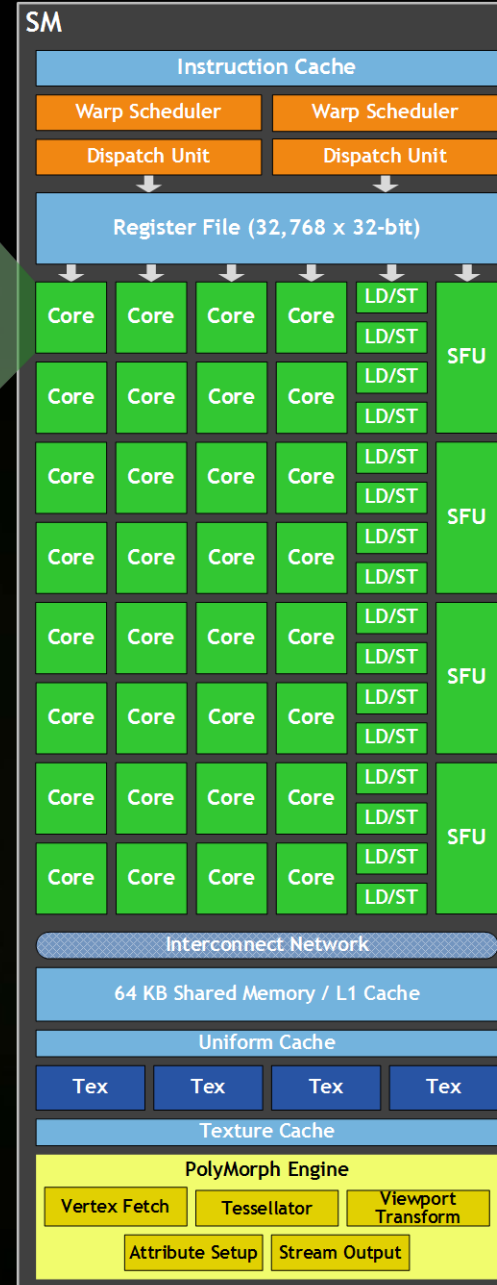 SM
Instruction Cache
Warp Scheduler Warp Scheduler
Dispatch Unit Dispatch Unit
Register File (32,768 x 32-bit)
Core Core Core Core LD/ST LD/ST SFU
Core Core Core Core LD/ST LD/ST
Core Core Core Core LD/ST LD/ST SFU
Core Core Core Core LD/ST LD/ST
Core Core Core Core LD/ST LD/ST SFU
Core Core Core Core LD/ST LD/ST
Core Core Core Core LD/ST LD/ST SFU
Core Core Core Core LD/ST LD/ST
Interconnect Network
64 KB Shared Memory / L1 Cache
Uniform Cache
Tex Tex Tex Tex
Texture Cache
PolyMorph Engine
Vertex Fetch Tessellator Viewport
Transform
Attribute Setup Stream Output